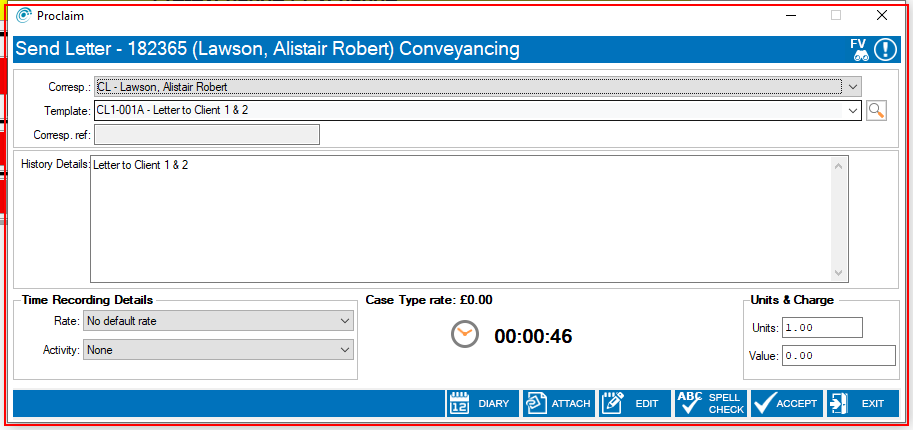 Proclaim
Send Letter - 182365 (Lawson, Alistair Robert) Conveyancing
FV
Corresp.: CL - Lawson, Alistair Robert
Template: CL1-001A - Letter to Client 1 & 2
Corresp. ref:
History Details: Letter to Client 1 & 2
Time Recording Details
Case Type rate: £0.00
Units & Charge
Rate: No default rate
Units: 1.00
00:00:46
Activity: None
Value: 0.00
12 DIARY
ATTACH
EDIT
ABC SPELL CHECK
ACCEPT
EXIT